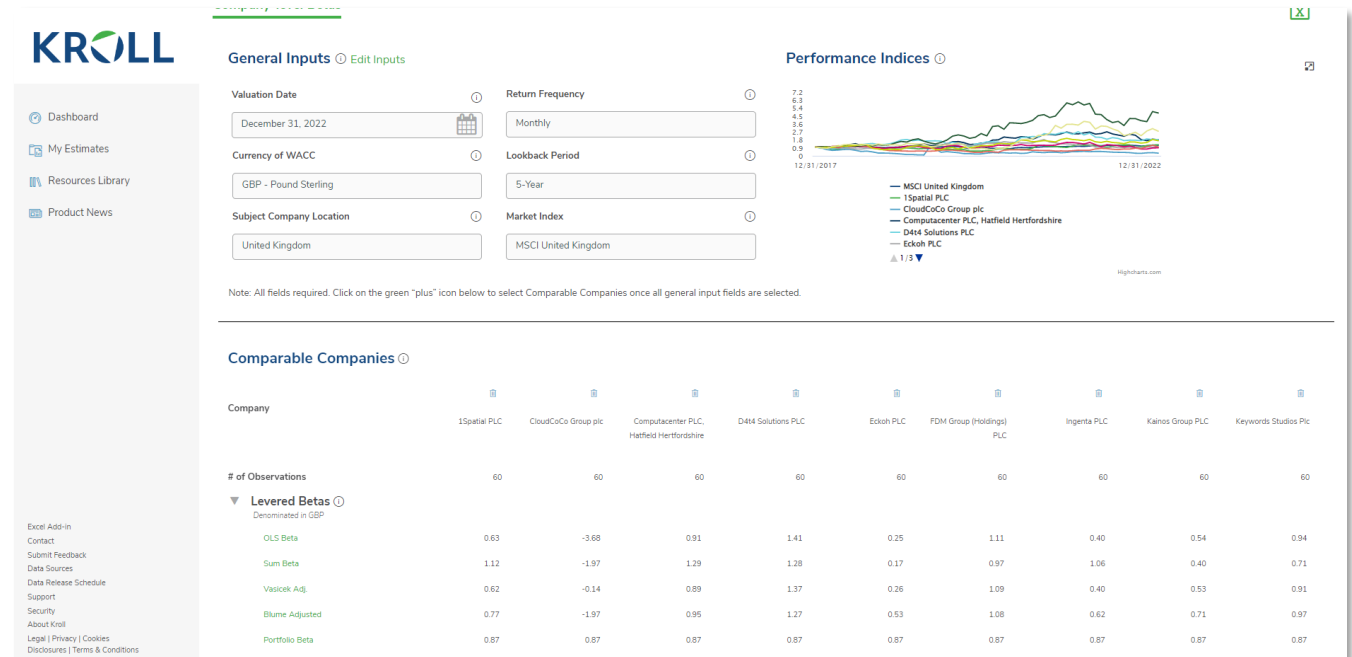 Company-level Betas
X
KROLL
General Inputs Edit Inputs
Performance Indices
Valuation Date
Return Frequency
December 31, 2022
Monthly
Currency of WACC
Lookback Period
GBP - Pound Sterling
5-Year
Subject Company Location
Market Index
United Kingdom
MSCI United Kingdom
7.2
6.3
5.4
4.5
3.6
2.7
1.8
0.9
0
12/31/2017 12/31/2022
MSCI United Kingdom
1Spatial PLC
CloudCoCo Group plc
Computacenter PLC, Hatfield Hertfordshire
D4t4 Solutions PLC
Eckoh PLC
1/3
Highcharts.com
Dashboard
My Estimates
Resources Library
Product News
Note: All fields required. Click on the green "plus" icon below to select Comparable Companies once all general input fields are selected.
Comparable Companies
Company
1Spatial PLC CloudCoCo Group plc Computacenter PLC, D4t4 Solutions PLC Eckoh PLC FDM Group (Holdings) Ingenta PLC Kainos Group PLC Keywords Studios Plc
Hatfield Hertfordshire PLC
# of Observations 60 60 60 60 60 60 60 60 60
Levered Betas
Denominated in GBP
OLS Beta 0.63 -3.68 0.91 1.41 0.25 1.11 0.40 0.54 0.94
Sum Beta 1.12 -1.97 1.29 1.28 0.17 0.97 1.06 0.40 0.71
Vasicek Adj. 0.62 -0.14 0.89 1.37 0.26 1.09 0.40 0.53 0.91
Blume Adjusted 0.77 -1.97 0.95 1.27 0.53 1.08 0.62 0.71 0.97
Portfolio Beta 0.87 0.87 0.87 0.87 0.87 0.87 0.87 0.87 0.87
Excel Add-in
Contact
Submit Feedback
Data Sources
Data Release Schedule
Support
Security
About Kroll
Legal | Privacy | Cookies
Disclosures | Terms & Conditions